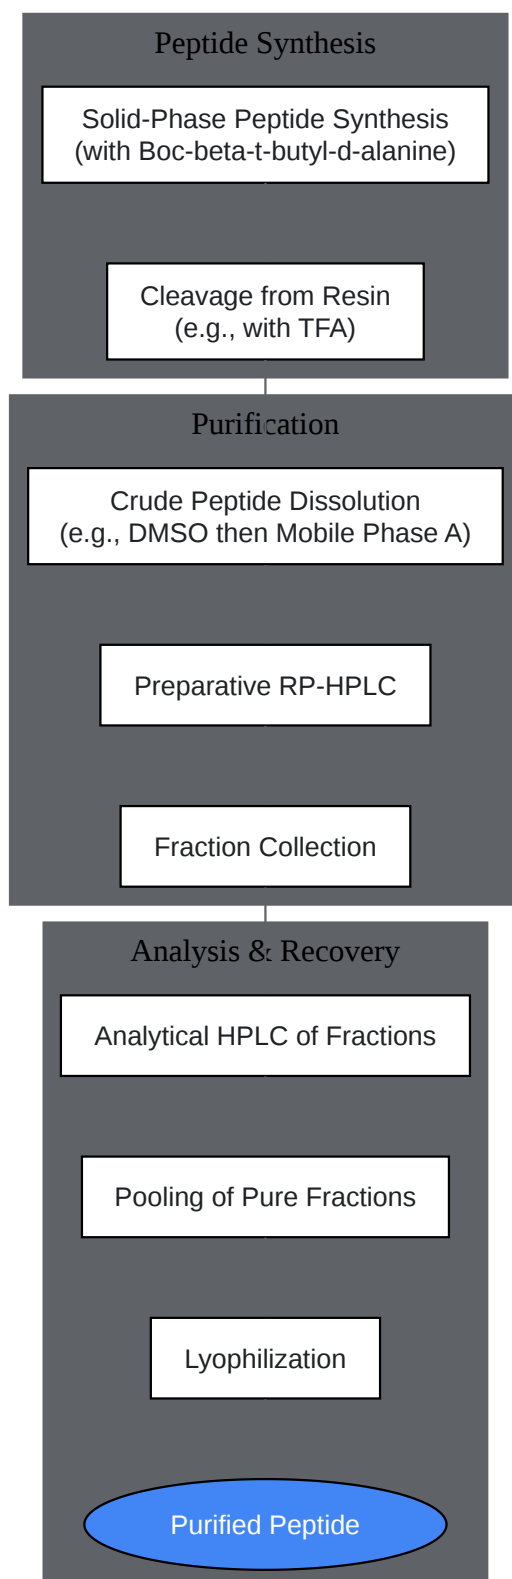 Peptide Synthesis
Solid-Phase Peptide Synthesis
(with Boc-beta-t-butyl-d-alanine)
Cleavage from Resin
(e.g., with TFA)
Purification
Crude Peptide Dissolution
(e.g., DMSO then Mobile Phase A)
Preparative RP-HPLC
Fraction Collection
Analysis & Recovery
Analytical HPLC of Fractions
Pooling of Pure Fractions
Lyophilization
Purified Peptide